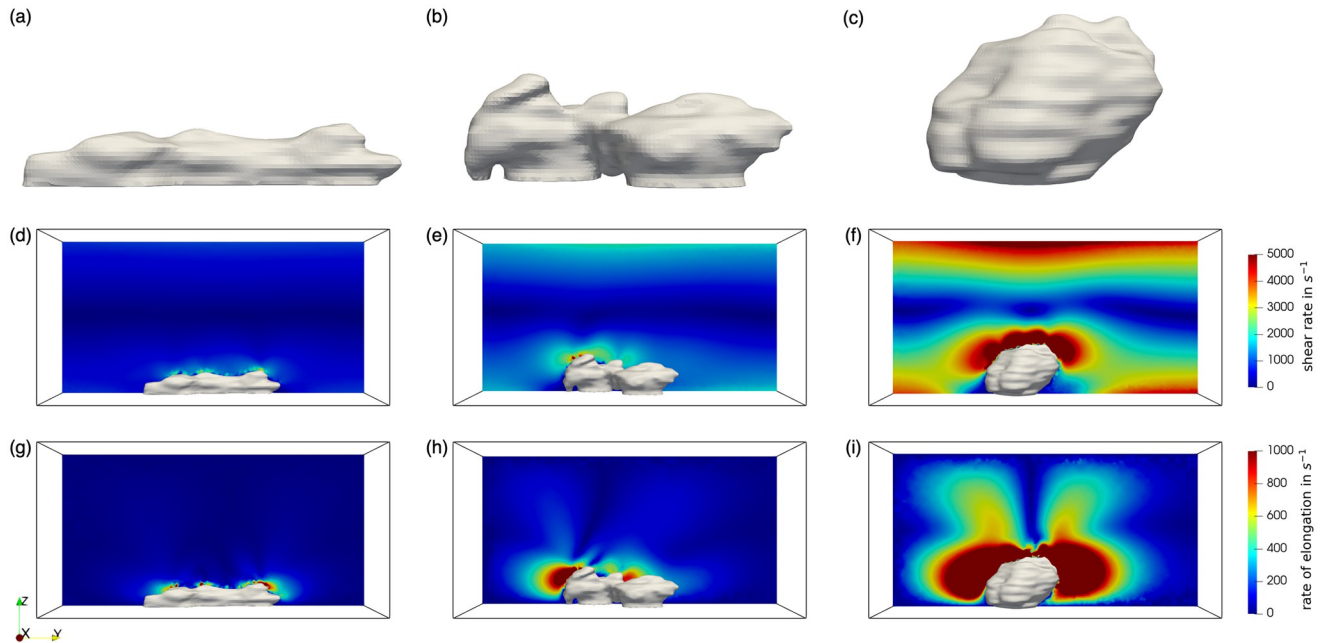 (a)
(b)
(c)
(d)
(e)
(f)
5000
4000
3000
2000
1000
0
shear rate in s⁻¹
(g)
(h)
(i)
1000
800
600
400
200
0
rate of elongation in s⁻¹
Z
X
Y